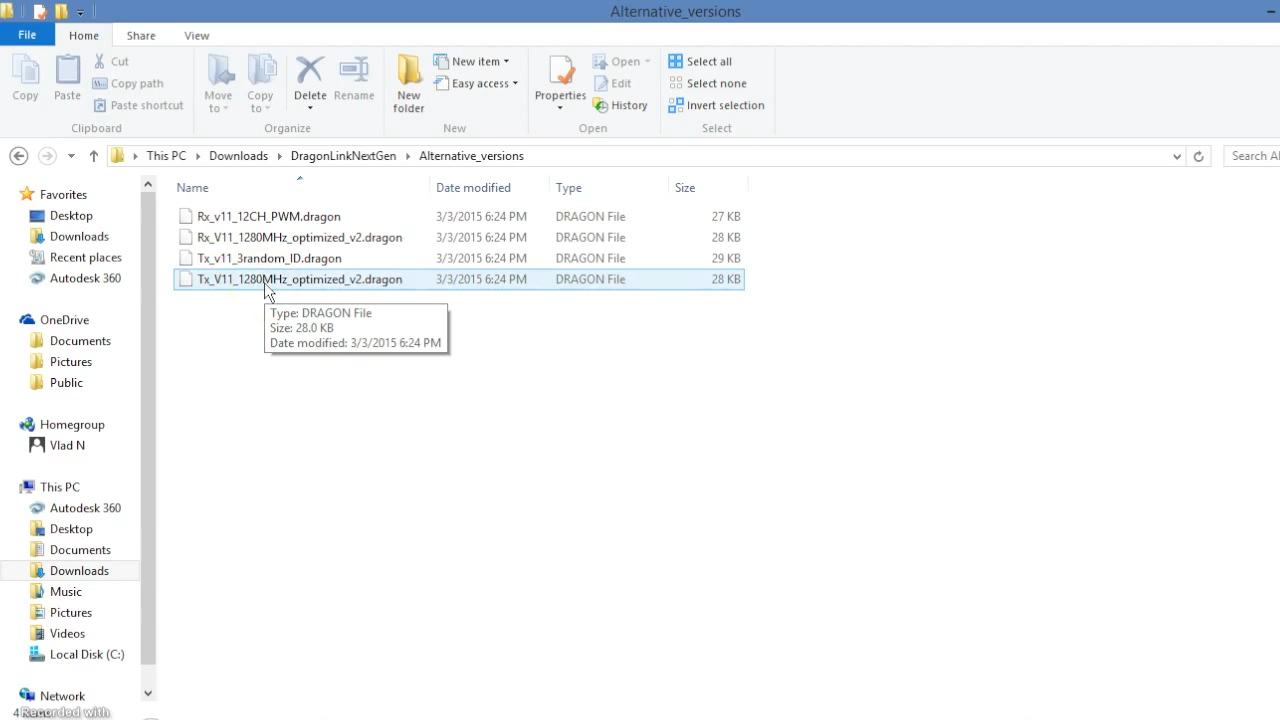 Alternative_versions
File Home Share View
Copy
Paste
Cut
Copy path
Paste shortcut
Clipboard
Move to
Copy to
Delete
Rename
Organize
New folder
New item
Easy access
New
Properties
Open
Edit
History
Open
Select all
Select none
Invert selection
Select
This PC Downloads DragonLinkNextGen Alternative_versions
Search Al
Favorites
Desktop
Downloads
Recent places
Autodesk 360
OneDrive
Documents
Pictures
Public
Homegroup
Vlad N
This PC
Autodesk 360
Desktop
Documents
Downloads
Music
Pictures
Videos
Local Disk (C:)
Network
Name Date modified Type Size
Rx_v11_12CH_PWM.dragon 3/3/2015 6:24 PM DRAGON File 27 KB
Rx_V11_1280MHz_optimized_v2.dragon 3/3/2015 6:24 PM DRAGON File 28 KB
Tx_v11_3random_ID.dragon 3/3/2015 6:24 PM DRAGON File 29 KB
Tx_V11_1280MHz_optimized_v2.dragon 3/3/2015 6:24 PM DRAGON File 28 KB
Type: DRAGON File
Size: 28.0 KB
Date modified: 3/3/2015 6:24 PM
4
Recorded with